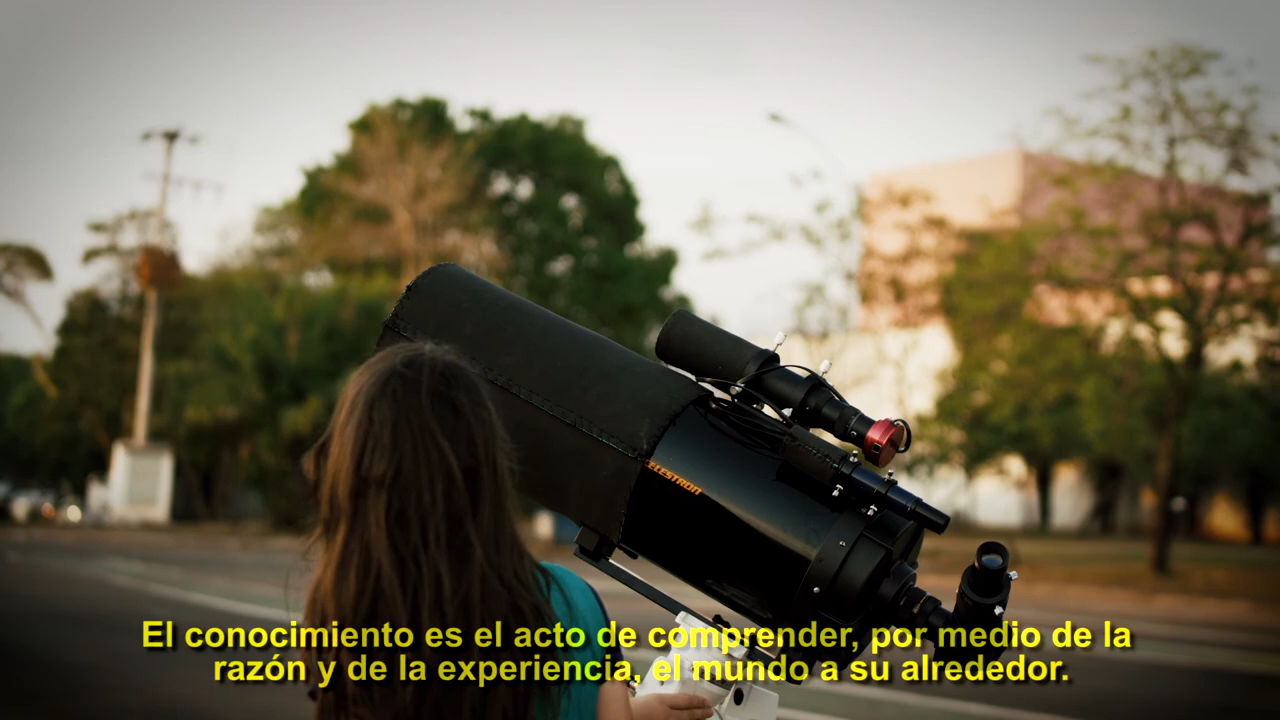 CELESTRON
El conocimiento es el acto de comprender, por medio de la
razón y de la experiencia, el mundo a su alrededor.